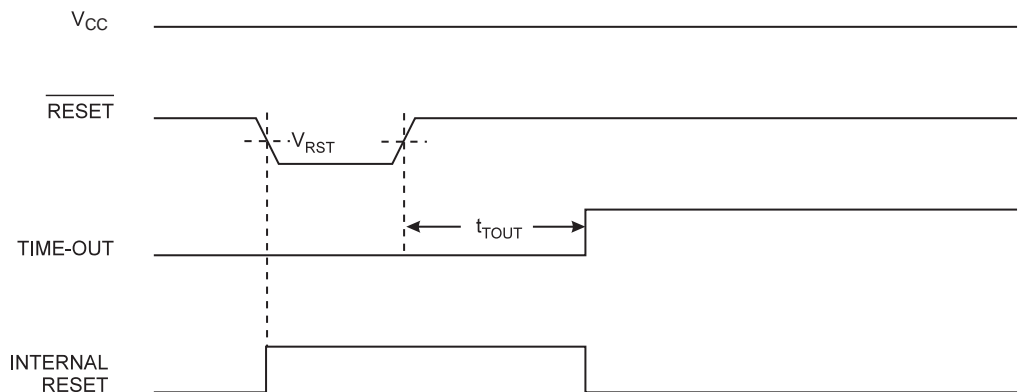 VCC
RESET
VRST
tTOUT
TIME-OUT
INTERNAL
RESET